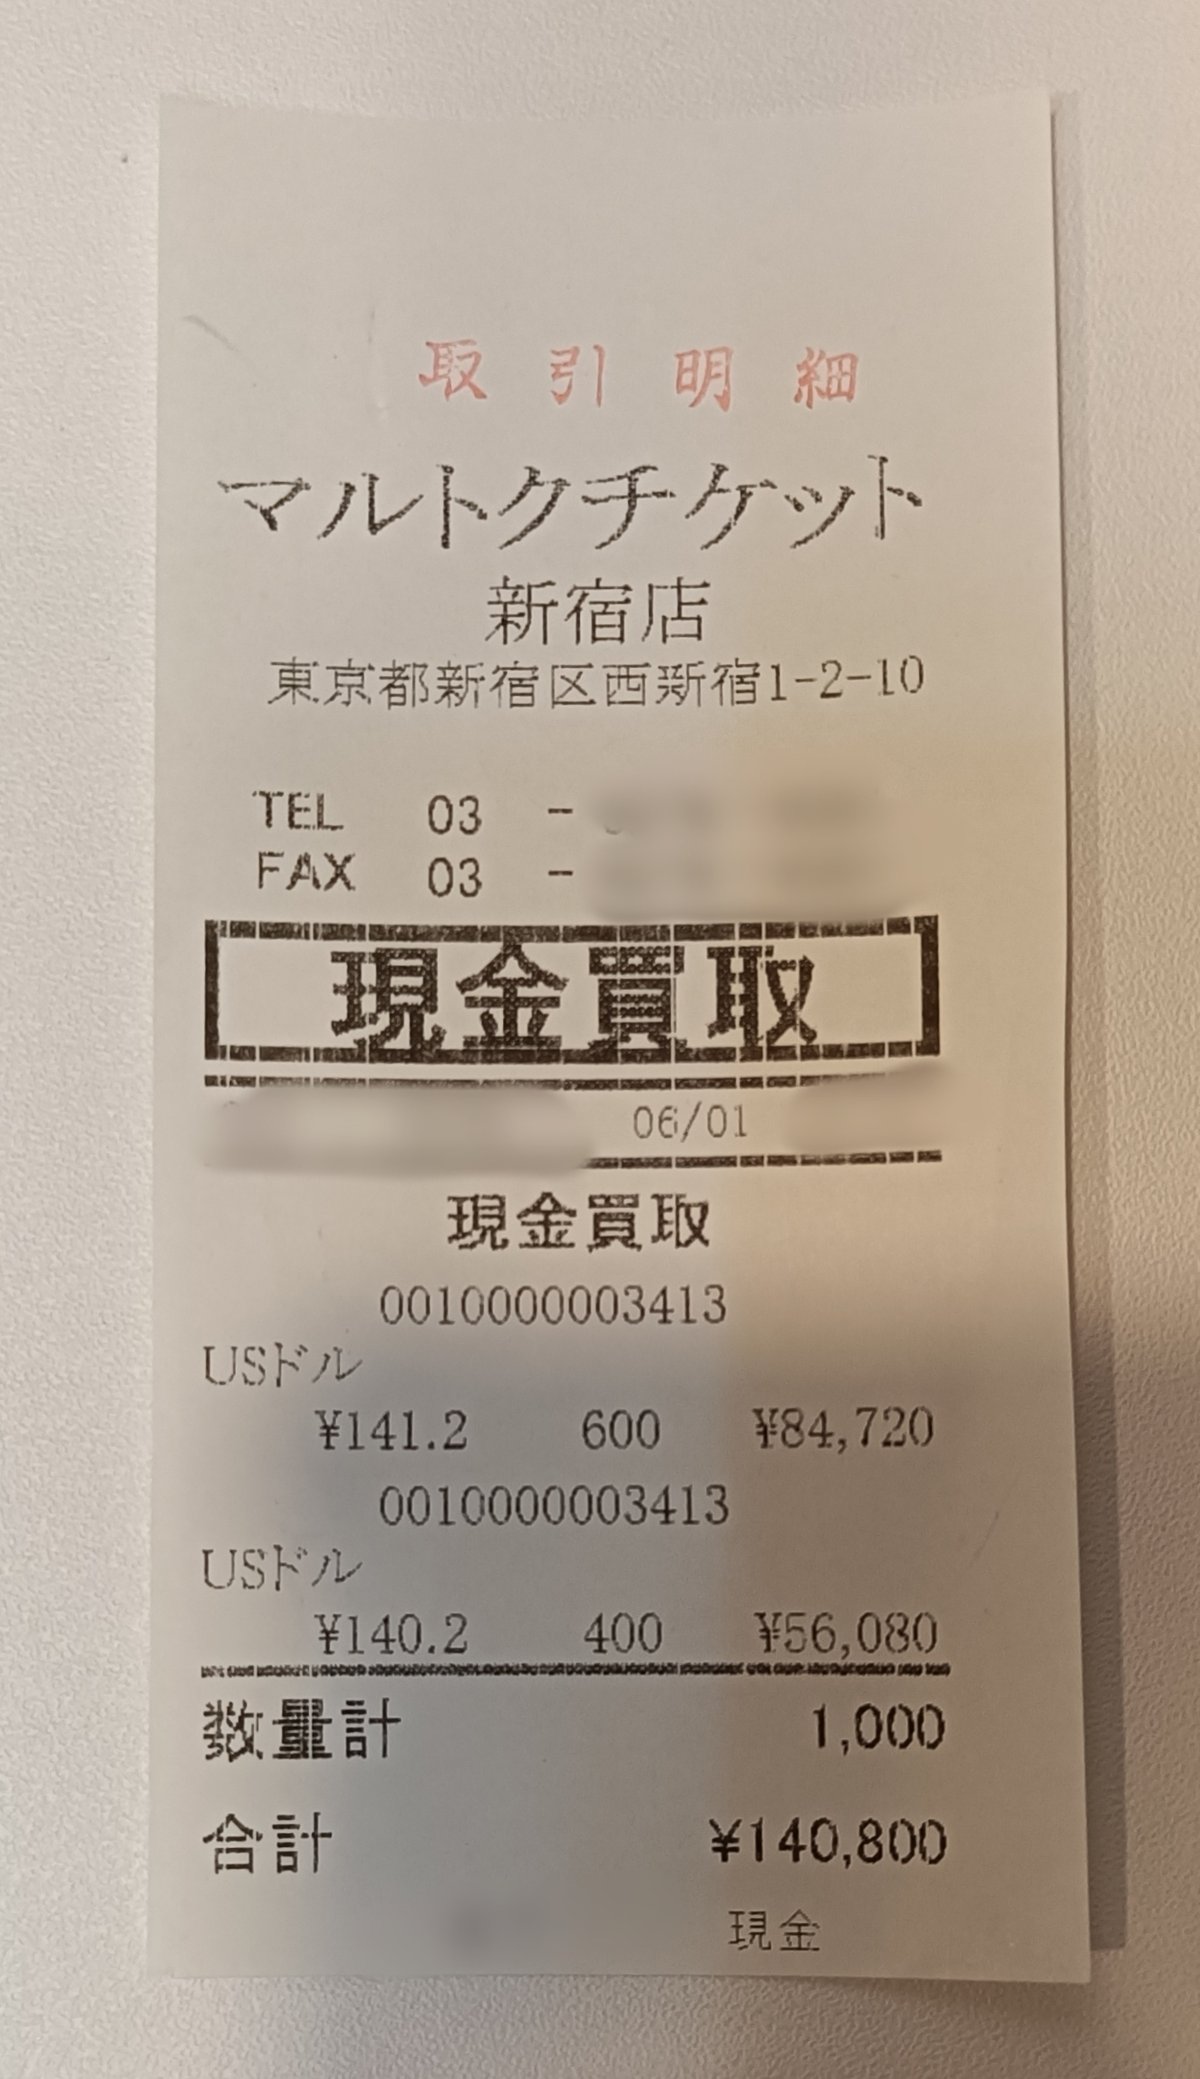 取引明細
マルトクチケット
新宿店
東京都新宿区西新宿1-2-10
TEL 03 -
FAX 03 -
現金買取
06/01
現金買取
0010000003413
USドル
¥141.2 600 ¥84,720
0010000003413
USドル
¥140.2 400 ¥56,080
数量計 1,000
合計 ¥140,800
現金